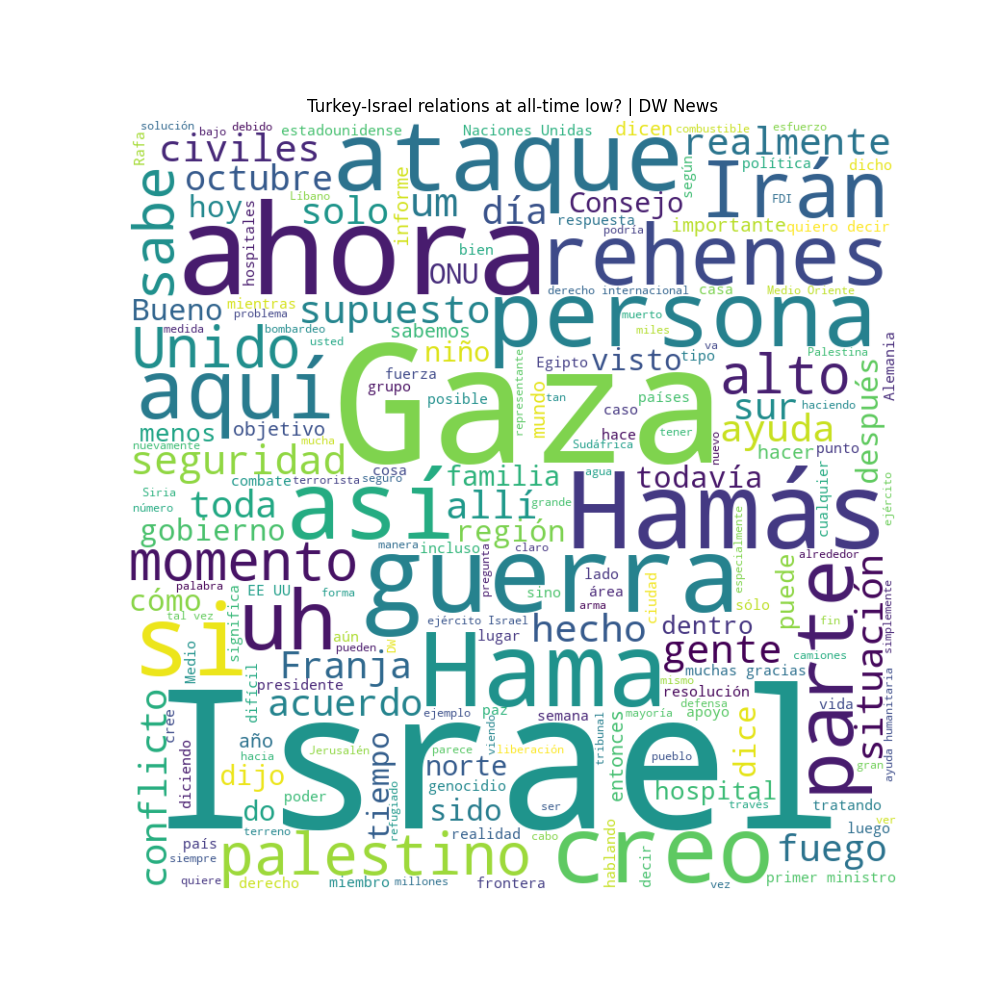 Turkey-Israel relations at all-time low? | DW News
solución
bajo
debido
estadounidense
Naciones Unidas
dicen
combustible
esfuerzo
Rafa
civiles
ataque
realmente
política
dicho
según
octubre
Líbano
informe
um
Consejo
Irán
FDI
sabe
hoy
solo
día
respuesta
importante
quiero decir
podría
hospitales
ahora
bien
ONU
rehenes
derecho internacional
casa
Medio Oriente
Bueno
mientras
supuesto
persona
muerto
miles
medida
problema
bombardeo
sabemos
usted
Unido
niño
representante
Egipto
visto
tipo
va
Palestina
Alemania
aquí
fuerza
grupo
Gaza
posible
mundo
tan
caso
países
alto
sur
haciendo
después
menos
objetivo
hace
tener
nuevo
ayuda
nuevamente
mucha
Sudáfrica
hacer
punto
seguridad
cosa
familia
agua
todavía
cualquier
ejército
combate
terrorista
seguro
Siria
número
toda
así
allí
grande
Hamás
especialmente
gobierno
región
manera
incluso
claro
pregunta
alrededor
momento
guerra
lado
área
palabra
EE UU
forma
sino
arma
ciudad
sólo
puede
parte
situación
simplemente
cómo
tal vez
significa
aún
ejército Israel
fin
si
uh
pueden
DW
lugar
hecho
dentro
camiones
Medio
Franja
Hama
gente
muchas gracias
difícil
presidente
mismo
resolución
vida
ayuda humanitaria
conflicto
cree
acuerdo
ejemplo
paz
semana
mayoría
defensa
apoyo
Israel
año
hacia
Jerusalén
tiempo
parece
viendo
liberación
tribunal
entonces
pueblo
dice
gran
diciendo
dijo
norte
genocidio
ser
hospital
ver
poder
do
refugiado
sido
través
tratando
terreno
realidad
cabo
creo
luego
país
siempre
palestino
hablando
decir
fuego
quiere
derecho
miembro
millones
frontera
vez
primer ministro